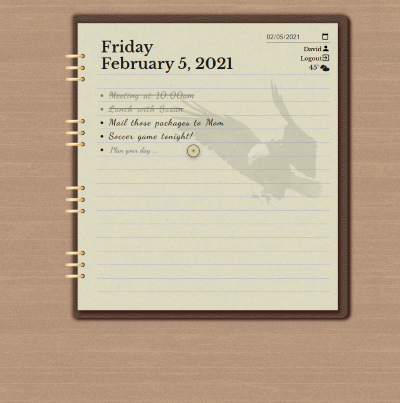 02/05/2021
Friday
February 5, 2021
David
Logout
45°
Meeting at 10:00am
Lunch with Susan
Mail those packages to Mom
Soccer game tonight!
Plan your day ...
+